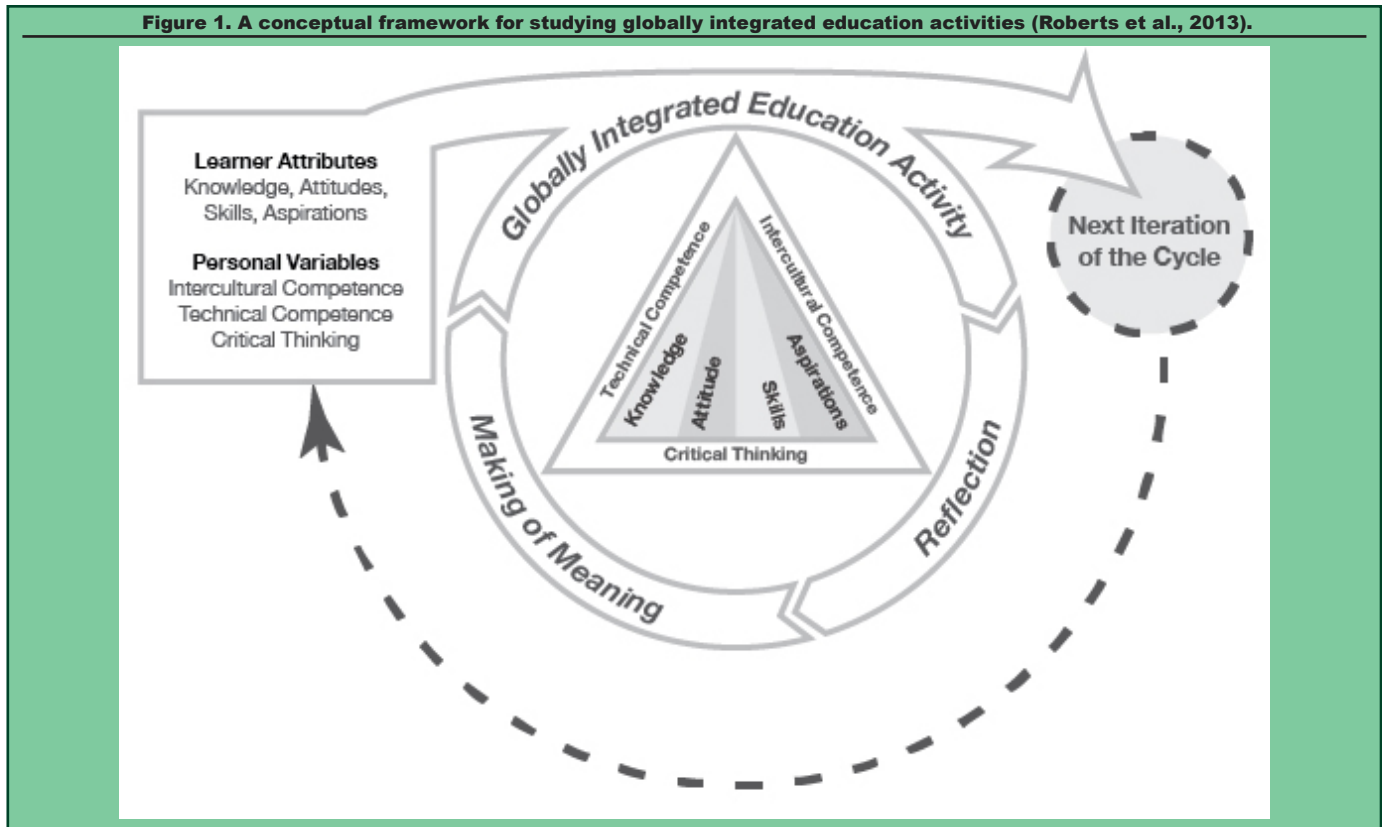 Figure 1. A conceptual framework for studying globally integrated education activities (Roberts et al., 2013).
Learner Attributes
Knowledge, Attitudes,
Skills, Aspirations
Personal Variables
Intercultural Competence
Technical Competence
Critical Thinking
Globally Integrated Education Activity
Reflection
Making of Meaning
Technical Competence
Intercultural Competence
Critical Thinking
Knowledge
Attitude
Skills
Aspirations
Next Iteration
of the Cycle